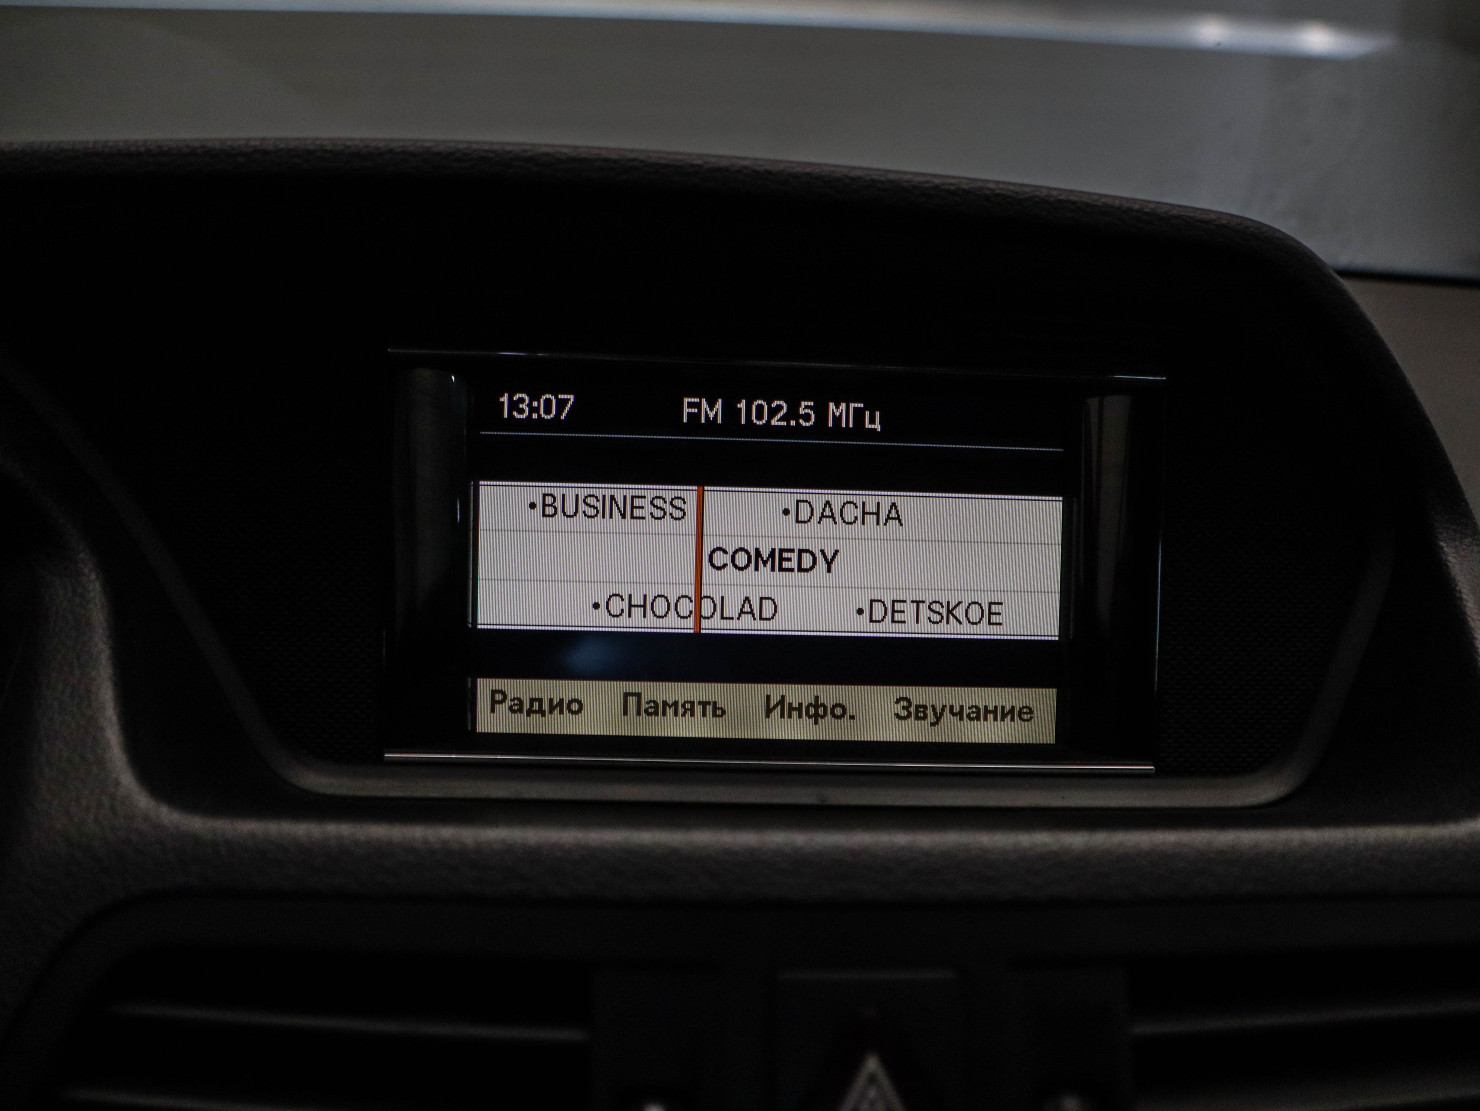 13:07 FM 102.5 МГц
•BUSINESS •DACHA
COMEDY
•CHOCOLAD •DETSKOE
Радио Память Инфо. Звучание